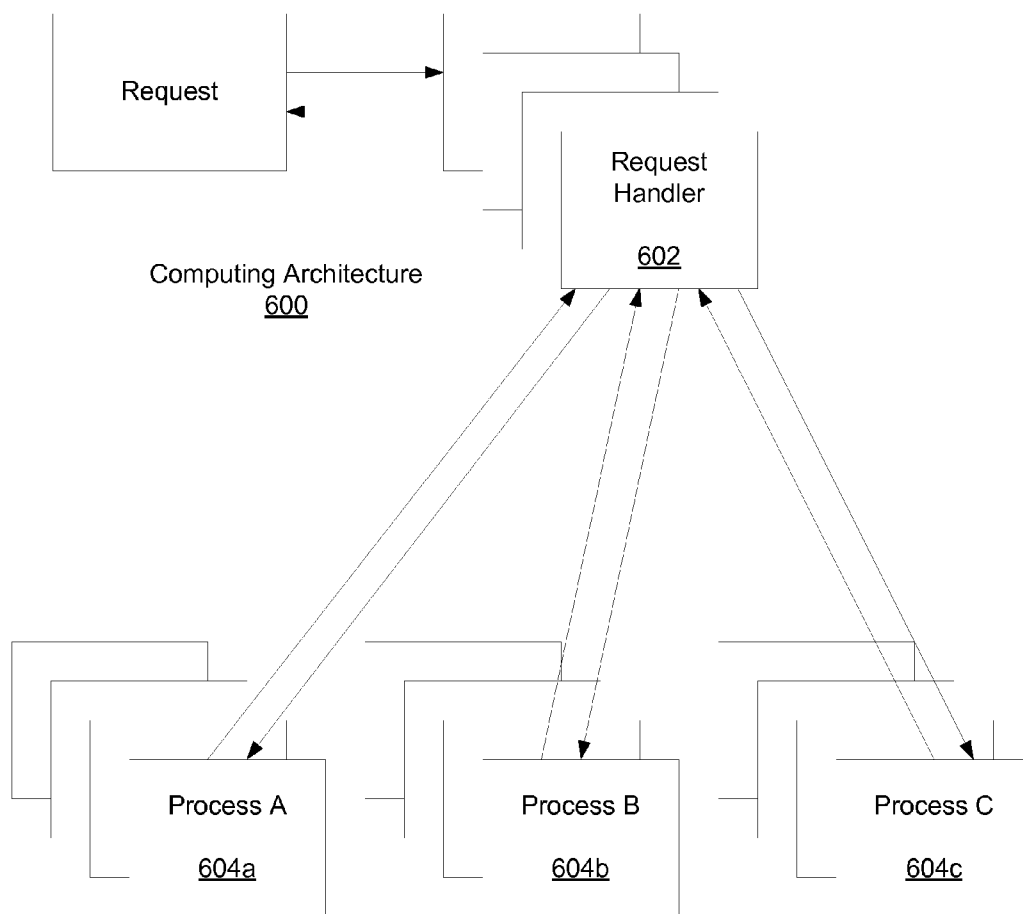 Request
Request
Handler
602
Computing Architecture
600
Process A
Process B
Process C
604a
604b
604c